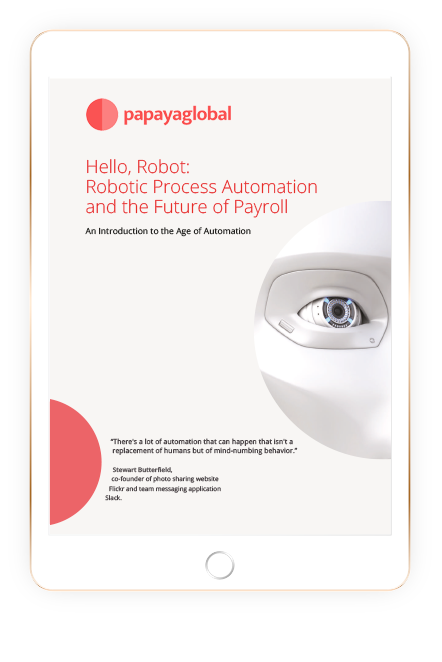 papayaglobal
Hello, Robot:
Robotic Process Automation
and the Future of Payroll
An Introduction to the Age of Automation
“There’s a lot of automation that can happen that isn’t a
replacement of humans but of mind-numbing behavior.”
Stewart Butterfield,
co-founder of photo sharing website
Flickr and team messaging application
Slack.